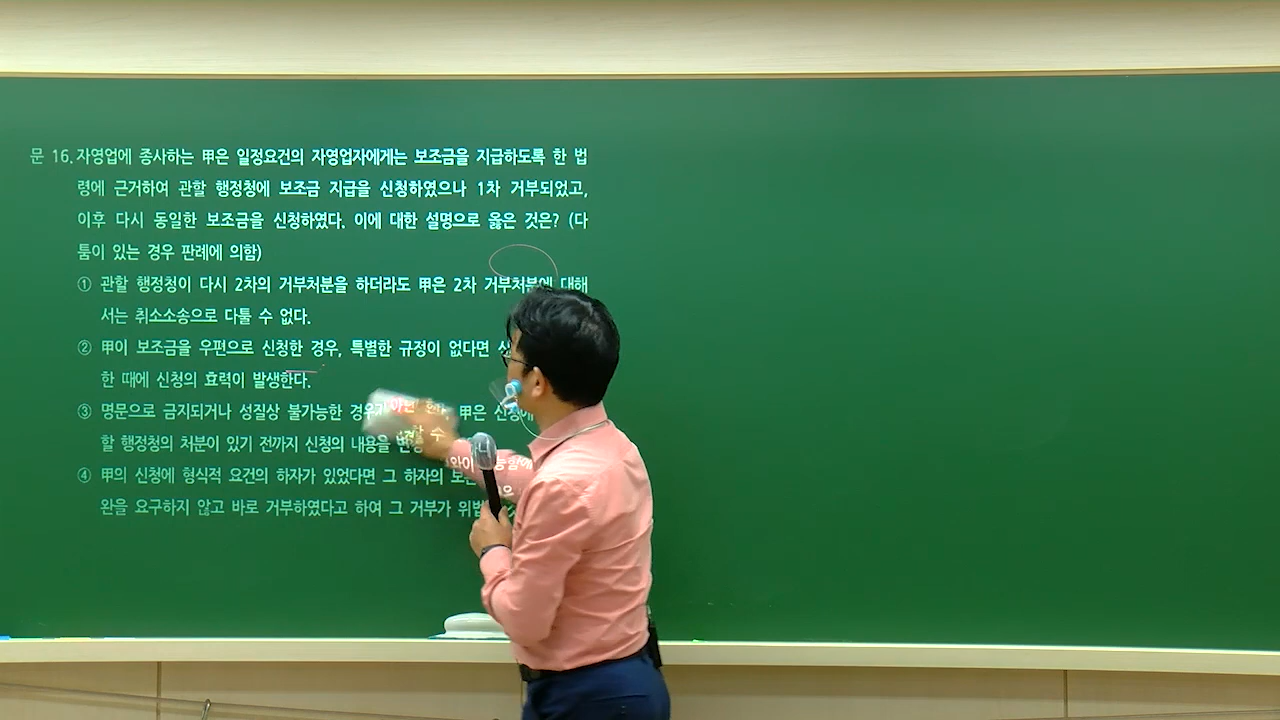 문 16. 자영업에 종사하는 甲은 일정요건의 자영업자에게는 보조금을 지급하도록 한 법
령에 근거하여 관할 행정청에 보조금 지급을 신청하였으나 1차 거부되었고,
이후 다시 동일한 보조금을 신청하였다. 이에 대한 설명으로 옳은 것은? (다
툼이 있는 경우 판례에 의함)
① 관할 행정청이 다시 2차의 거부처분을 하더라도 甲은 2차 거부처분에 대해
서는 취소소송으로 다툴 수 없다.
② 甲이 보조금을 우편으로 신청한 경우, 특별한 규정이 없다면
한 때에 신청의 효력이 발생한다.
③ 명문으로 금지되거나 성질상 불가능한 경우가 아닌 한, 甲은
할 행정청의 처분이 있기 전까지 신청의 내용을 변경할 수
④ 甲의 신청에 형식적 요건의 하자가 있었다면 그 하자의
완을 요구하지 않고 바로 거부하였다고 하여 그 거부가